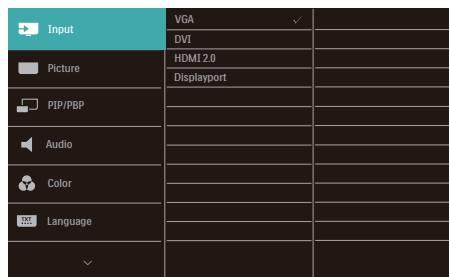 Input
Picture
PIP/PBP
Audio
Color
TXT
Language
VGA
DVI
HDMI 2.0
Displayport